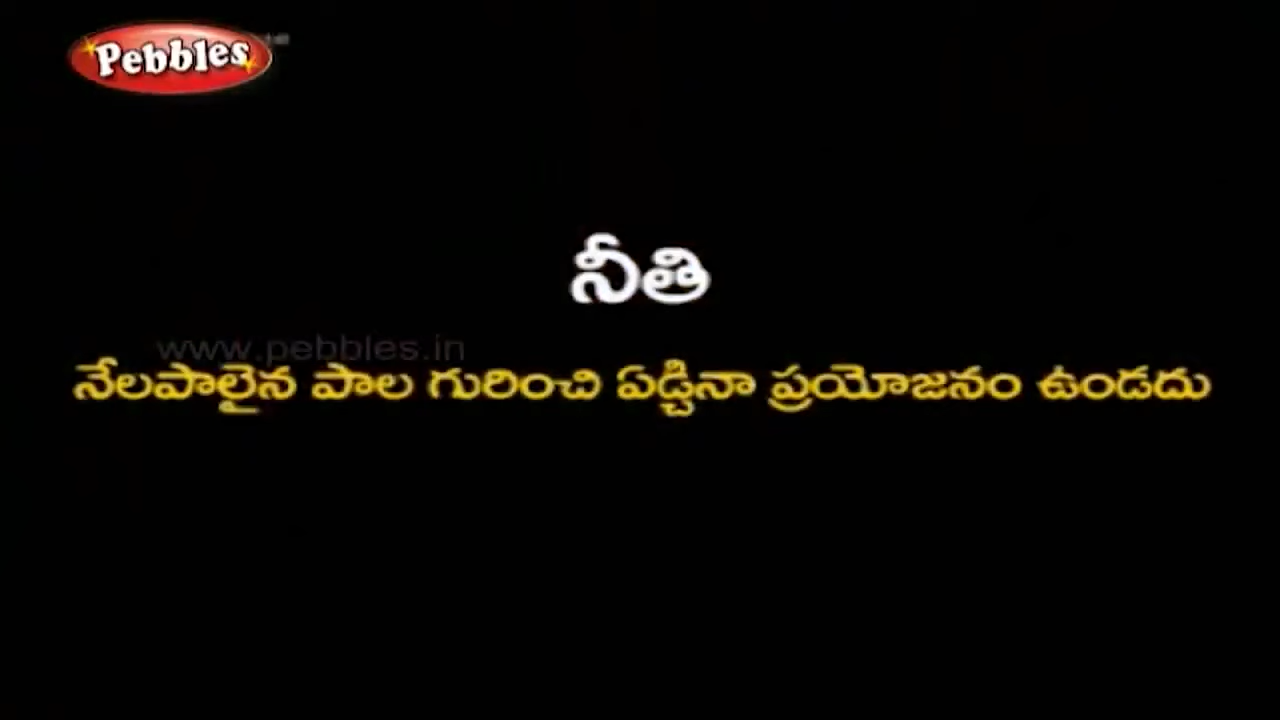 Pebbles
నీతి
www.pebbles.in
నేలపాలైన పాల గురించి ఏడ్చినా ప్రయోజనం ఉండదు